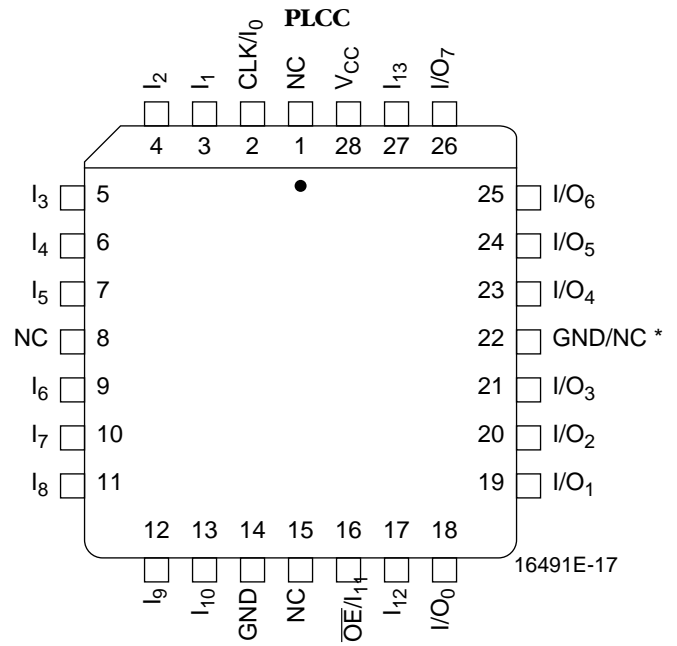 PLCC
I₂ I₁ CLK/I₀ NC V_CC I₁₃ I/O₇
4 3 2 1 28 27 26
I₃ 5 25 I/O₆
I₄ 6 24 I/O₅
I₅ 7 23 I/O₄
NC 8 22 GND/NC *
I₆ 9 21 I/O₃
I₇ 10 20 I/O₂
I₈ 11 19 I/O₁
12 13 14 15 16 17 18
I₉ I₁₀ GND NC O̅E̅/I₁₁ I₁₂ I/O₀
16491E-17